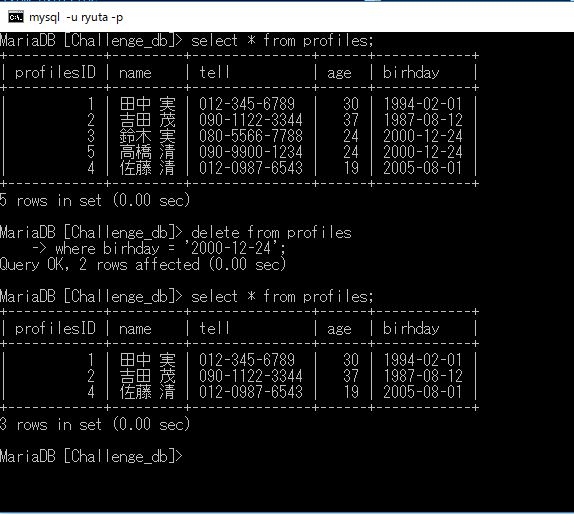 mysql -u ryuta -p
MariaDB [Challenge_db]> select * from profiles;
+------------+-----------+---------------+------+------------+
| profilesID | name      | tell          | age  | birhday    |
+------------+-----------+---------------+------+------------+
|          1 | 田中 実   | 012-345-6789  |   30 | 1994-02-01 |
|          2 | 吉田 茂   | 090-1122-3344 |   37 | 1987-08-12 |
|          3 | 鈴木 実   | 080-5566-7788 |   24 | 2000-12-24 |
|          5 | 高橋 清   | 090-9900-1234 |   24 | 2000-12-24 |
|          4 | 佐藤 清   | 012-0987-6543 |   19 | 2005-08-01 |
+------------+-----------+---------------+------+------------+
5 rows in set (0.00 sec)
MariaDB [Challenge_db]> delete from profiles
    -> where birhday = '2000-12-24';
Query OK, 2 rows affected (0.00 sec)
MariaDB [Challenge_db]> select * from profiles;
+------------+-----------+---------------+------+------------+
| profilesID | name      | tell          | age  | birhday    |
+------------+-----------+---------------+------+------------+
|          1 | 田中 実   | 012-345-6789  |   30 | 1994-02-01 |
|          2 | 吉田 茂   | 090-1122-3344 |   37 | 1987-08-12 |
|          4 | 佐藤 清   | 012-0987-6543 |   19 | 2005-08-01 |
+------------+-----------+---------------+------+------------+
3 rows in set (0.00 sec)
MariaDB [Challenge_db]>